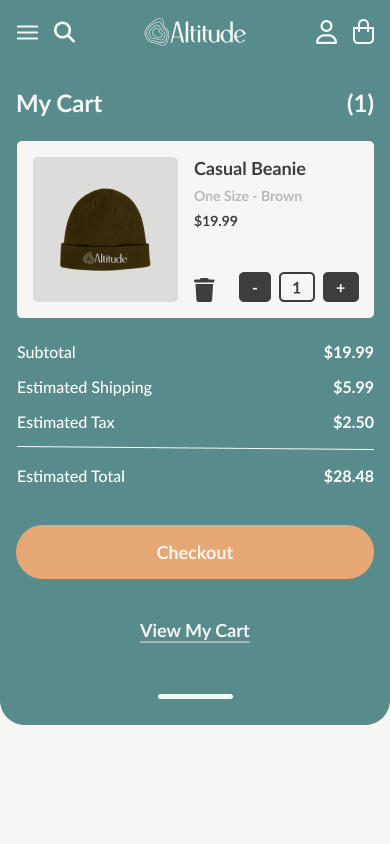 Altitude
My Cart (1)
Casual Beanie
One Size - Brown
$19.99
Altitude
- 1 +
Subtotal $19.99
Estimated Shipping $5.99
Estimated Tax $2.50
Estimated Total $28.48
Checkout
View My Cart